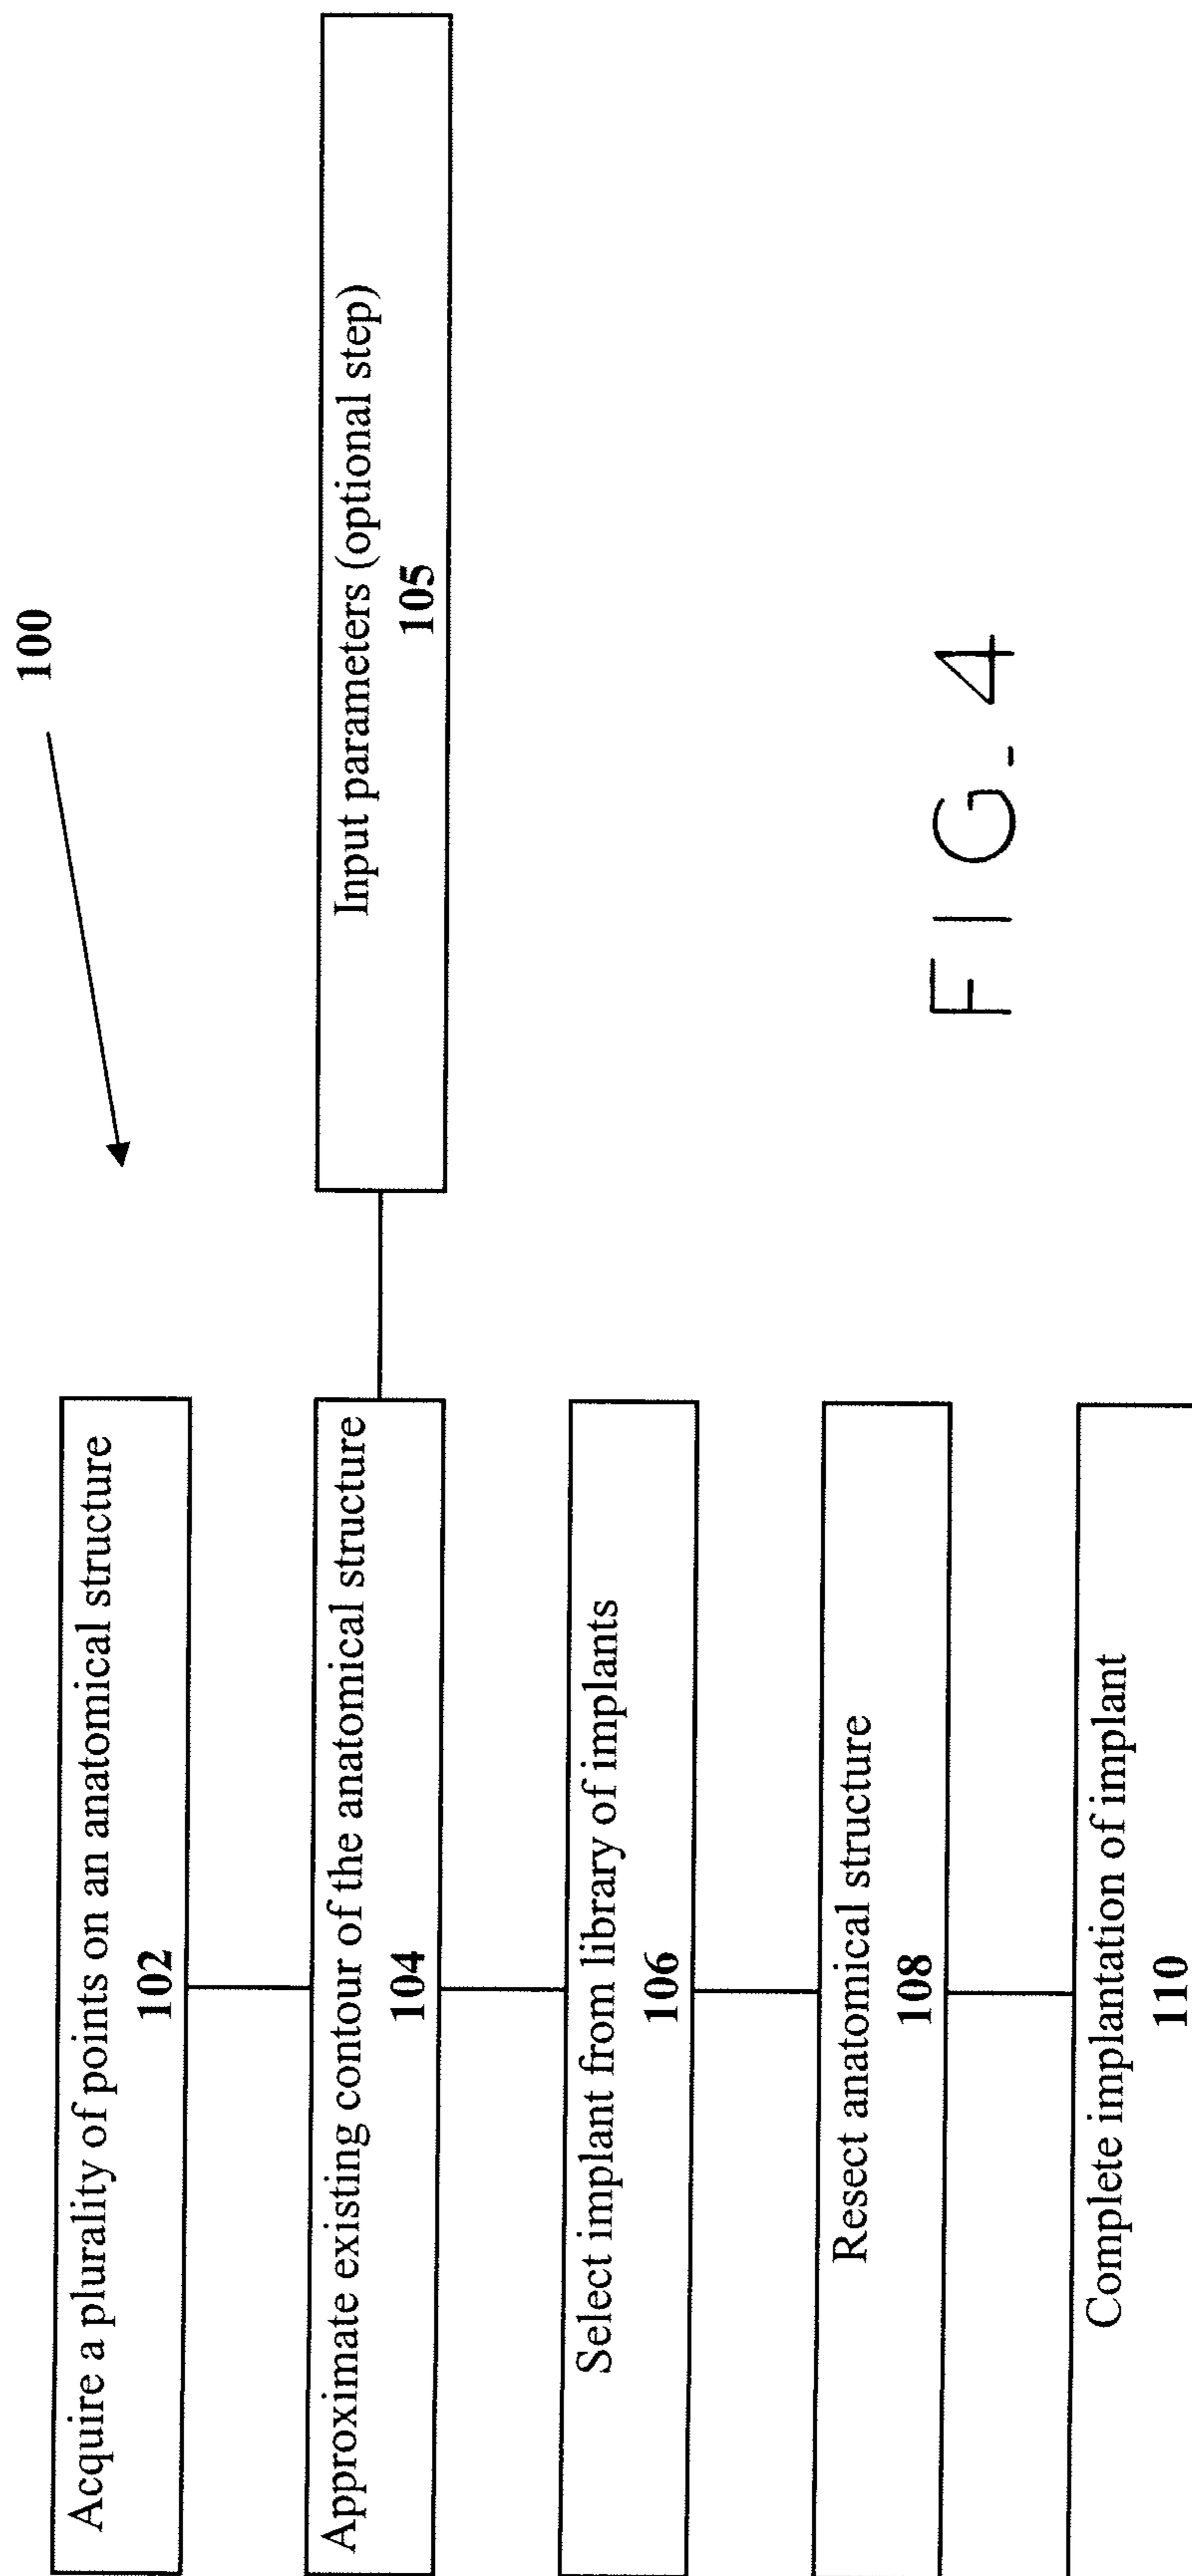 100
Acquire a plurality of points on an anatomical structure
102
Approximate existing contour of the anatomical structure
104
Input parameters (optional step)
105
Select implant from library of implants
106
Resect anatomical structure
108
Complete implantation of implant
110
FIG. 4